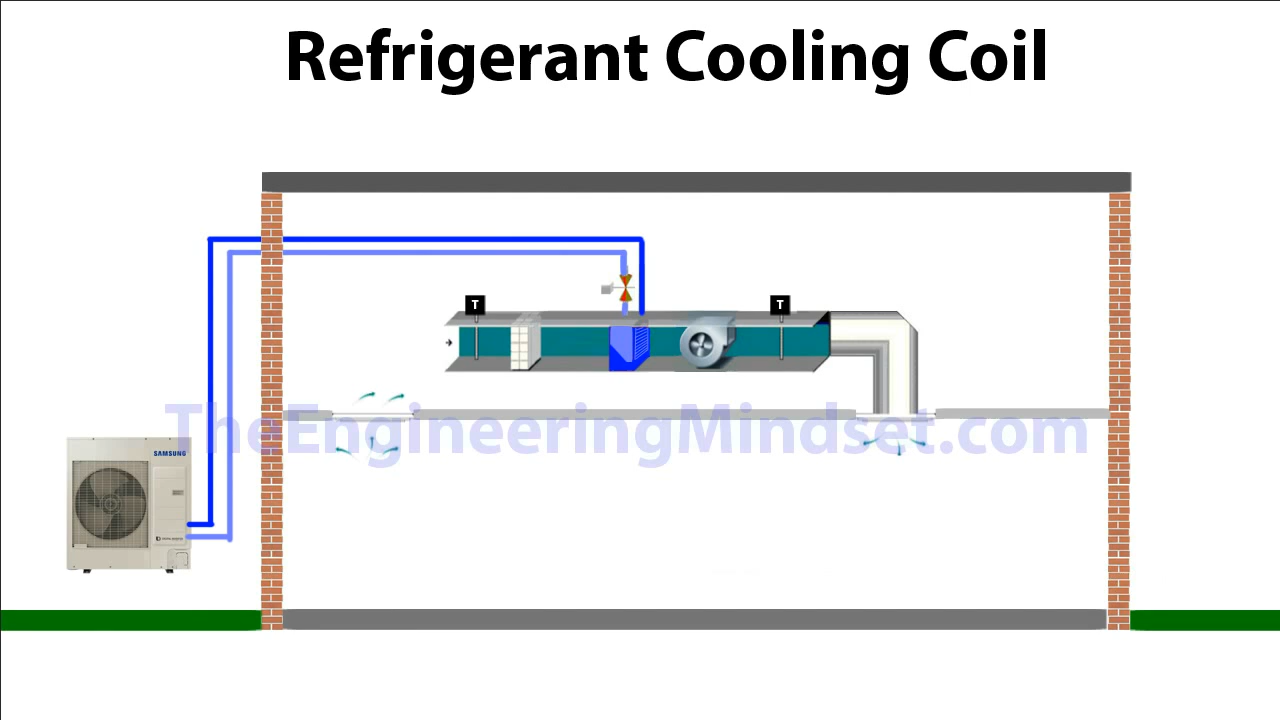 Refrigerant Cooling Coil
T
T
TheEngineeringMindset.com
SAMSUNG